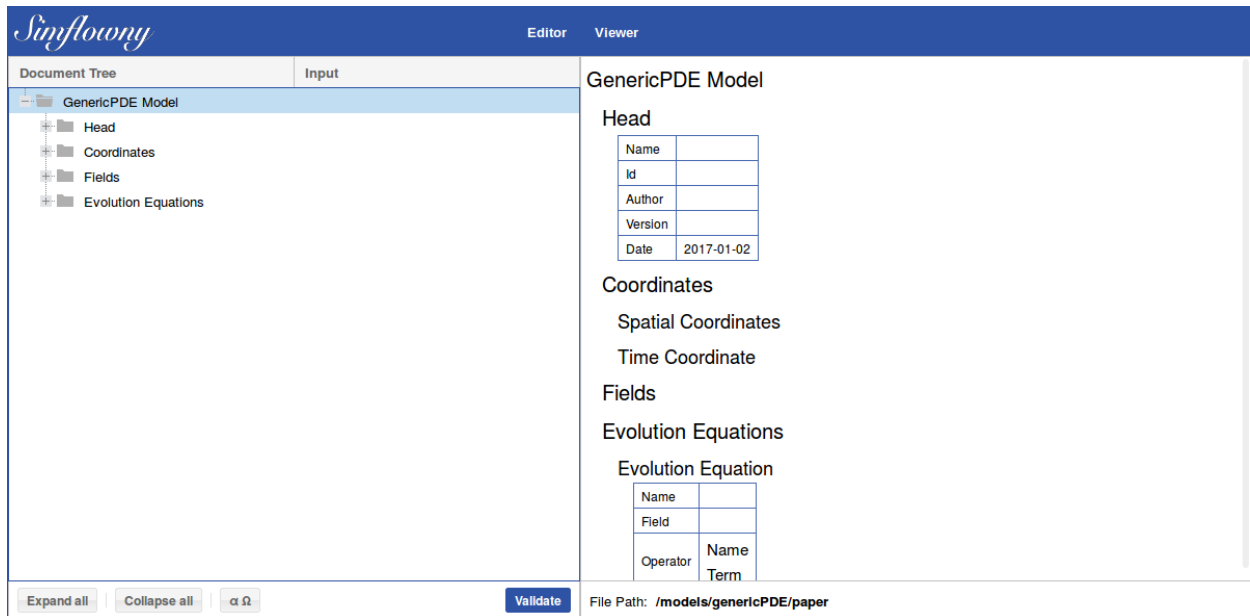 Simflowny
Editor Viewer
Document Tree Input
GenericPDE Model
Head
Coordinates
Fields
Evolution Equations
Expand all Collapse all α Ω Validate
GenericPDE Model
Head
Name
Id
Author
Version
Date 2017-01-02
Coordinates
Spatial Coordinates
Time Coordinate
Fields
Evolution Equations
Evolution Equation
Name
Field
Operator Name
Term
File Path: /models/genericPDE/paper